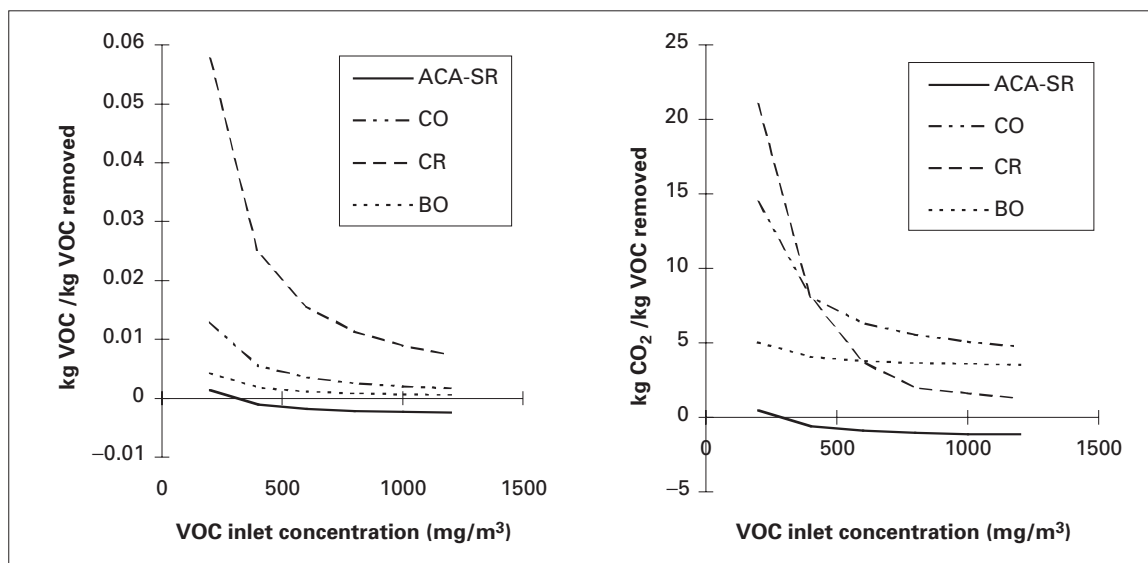 0.06
0.05
0.04
0.03
0.02
0.01
0
−0.01
kg VOC /kg VOC removed
0
500
1000
1500
VOC inlet concentration (mg/m³)
ACA-SR
CO
CR
BO
25
20
15
10
5
0
−5
kg CO₂ /kg VOC removed
0
500
1000
1500
VOC inlet concentration (mg/m³)
ACA-SR
CO
CR
BO